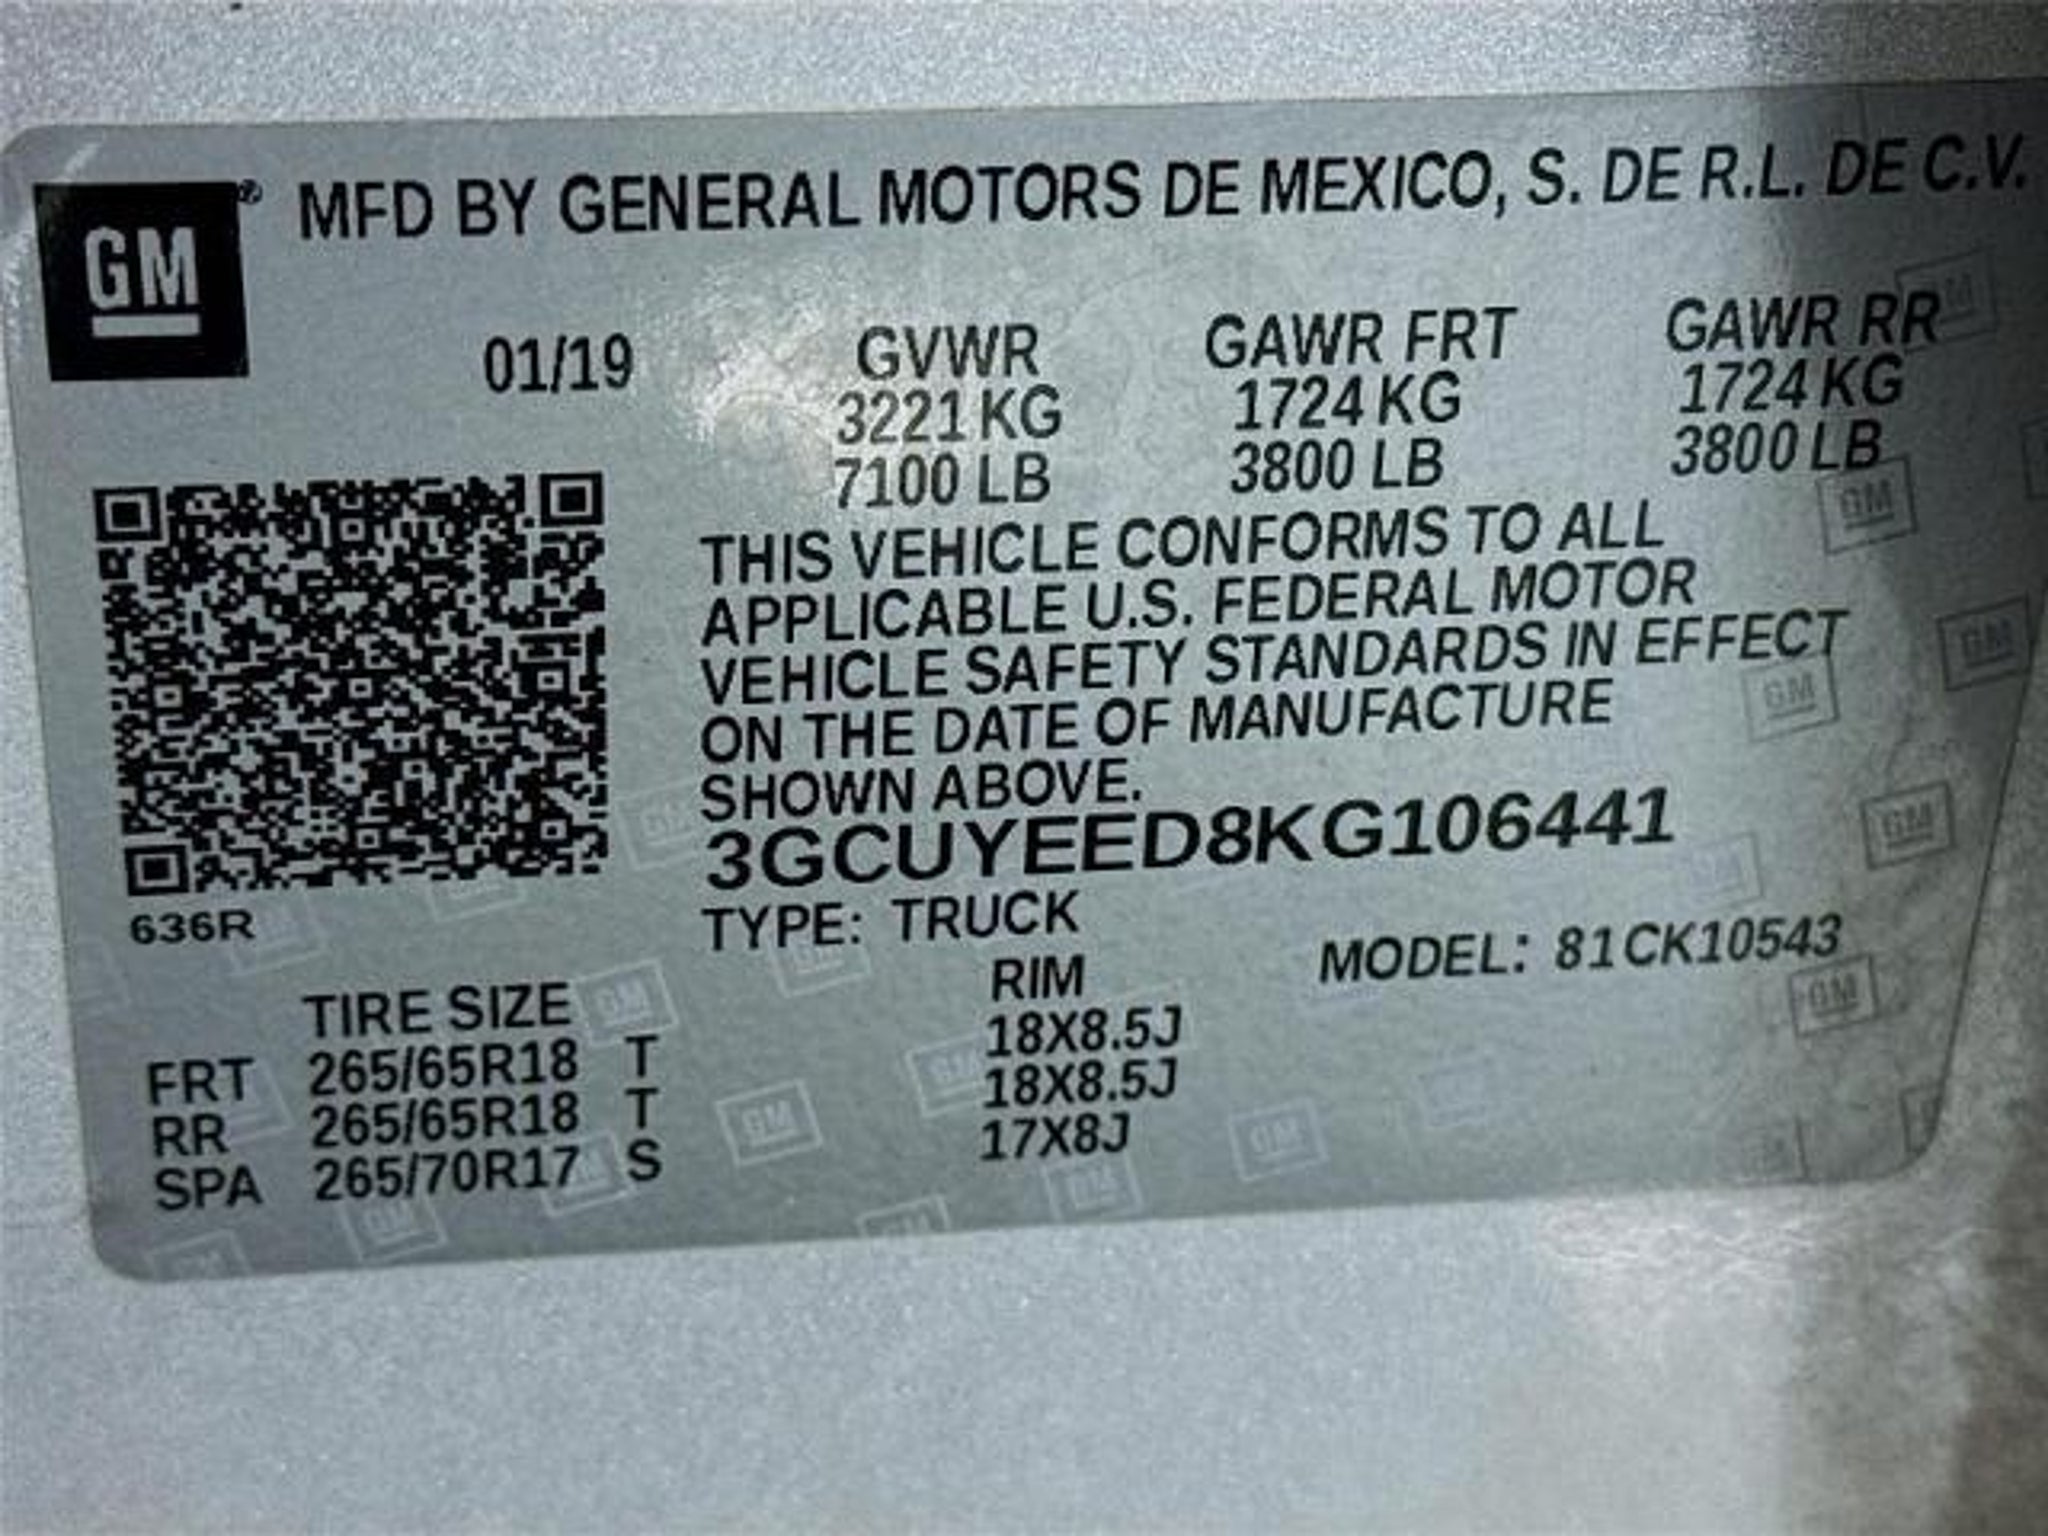 GM® MFD BY GENERAL MOTORS DE MEXICO, S. DE R.L. DE C.V.
01/19 GVWR GAWR FRT GAWR RR
3221 KG 1724 KG 1724 KG
7100 LB 3800 LB 3800 LB
THIS VEHICLE CONFORMS TO ALL
APPLICABLE U.S. FEDERAL MOTOR
VEHICLE SAFETY STANDARDS IN EFFECT
ON THE DATE OF MANUFACTURE
SHOWN ABOVE.
3GCUYEED8KG106441
636R TYPE: TRUCK MODEL: 81CK10543
TIRE SIZE RIM
FRT 265/65R18 T 18X8.5J
RR 265/65R18 T 18X8.5J
SPA 265/70R17 S 17X8J